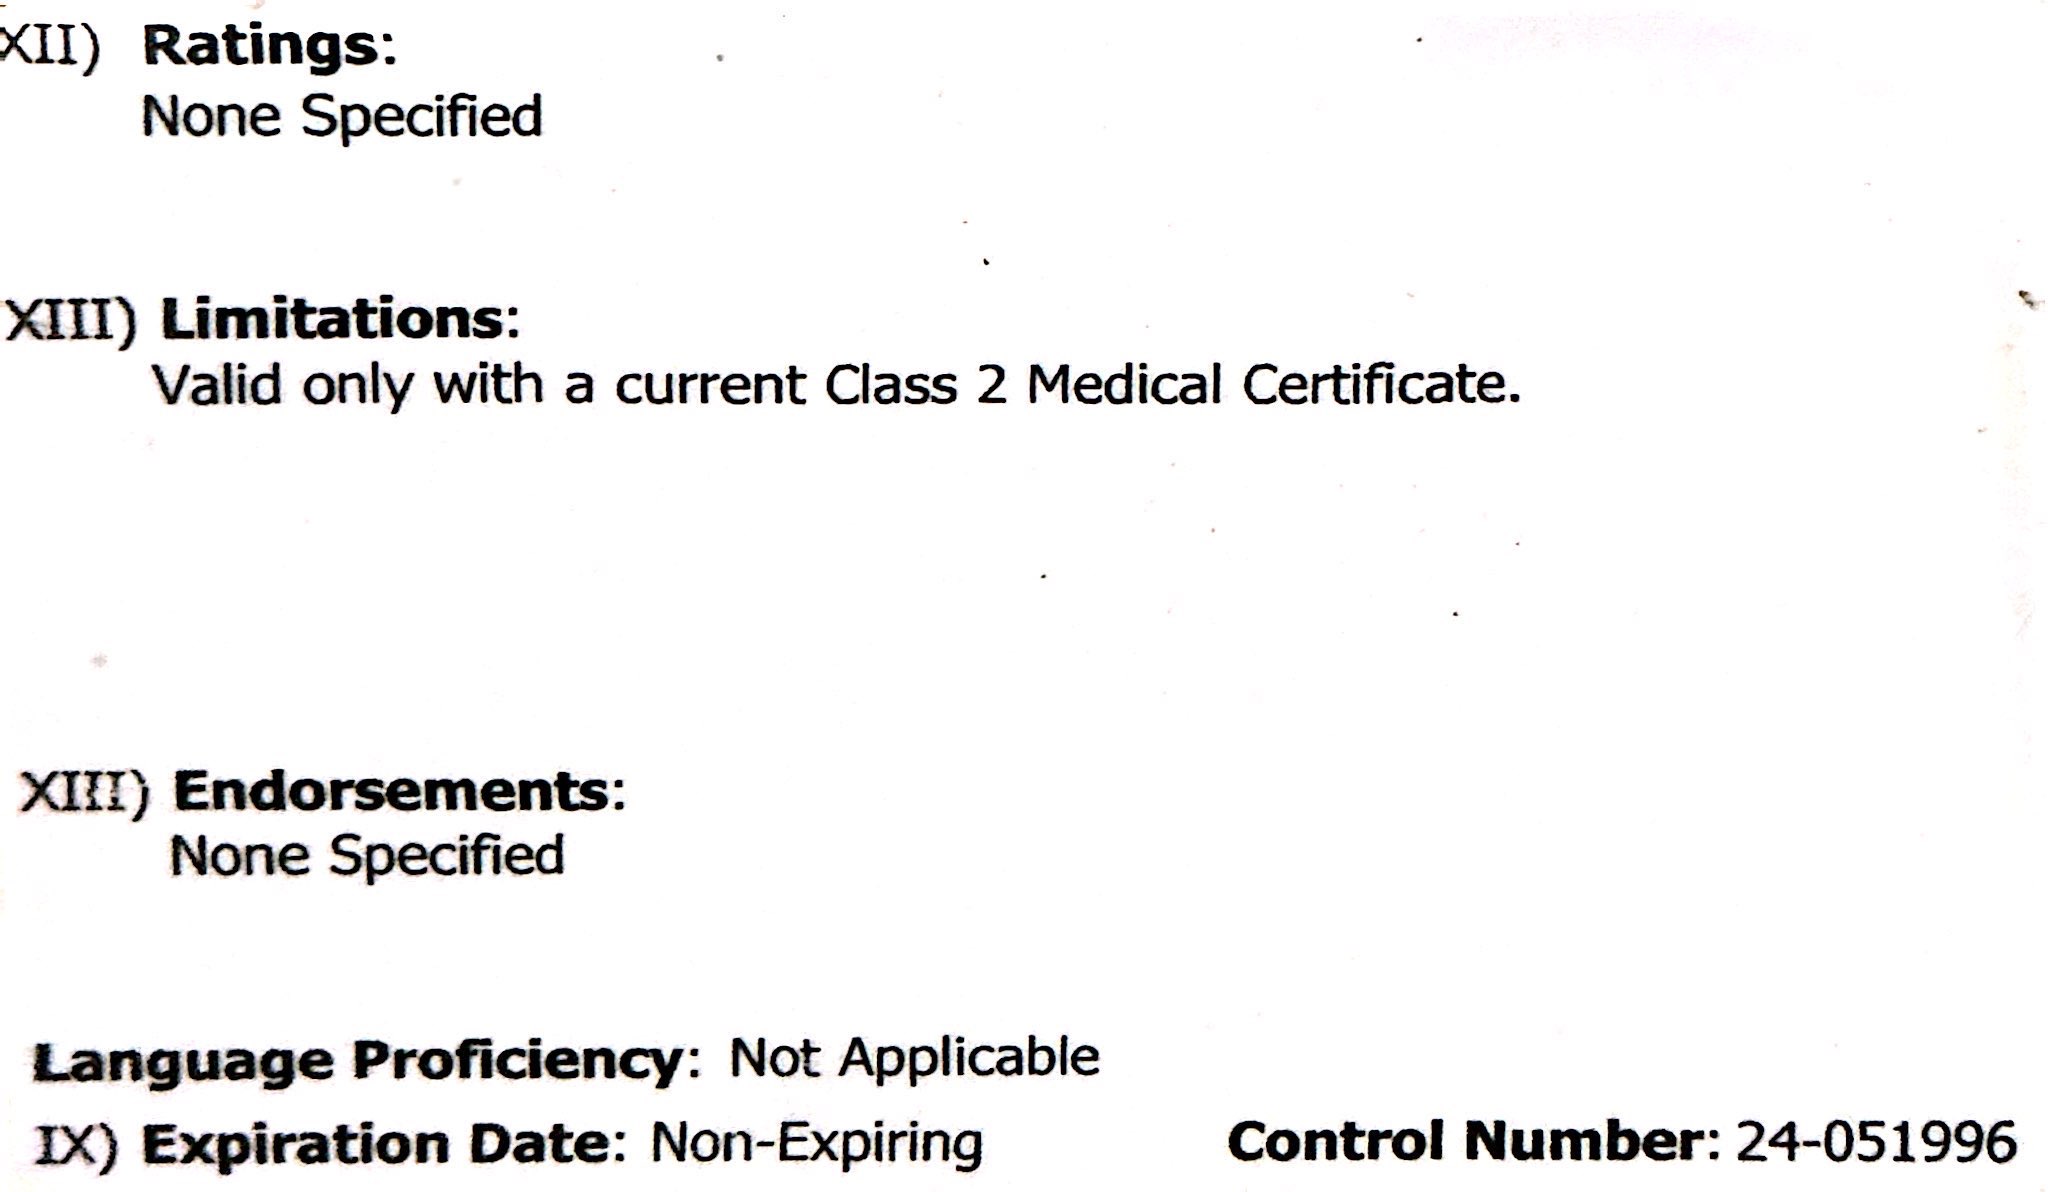 XII) Ratings:
None Specified
XIII) Limitations:
Valid only with a current Class 2 Medical Certificate.
XIII) Endorsements:
None Specified
Language Proficiency: Not Applicable
IX) Expiration Date: Non-Expiring Control Number: 24-051996